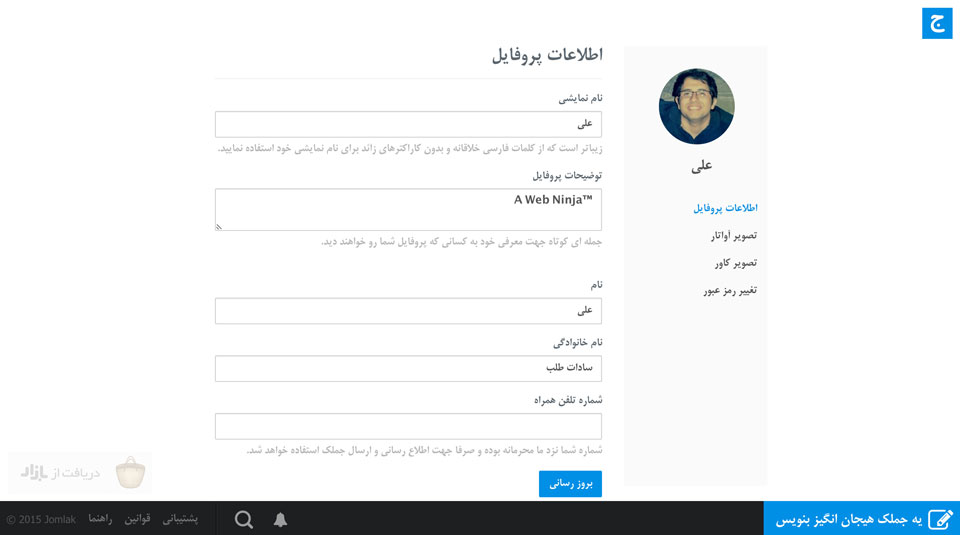 ج
اطلاعات پروفایل
نام نمایشی
علی
زیباتر است که از کلمات فارسی خلاقانه و بدون کاراکترهای زائد برای نام نمایشی خود استفاده نمایید.
توضیحات پروفایل
A Web Ninja™
جمله ای کوتاه جهت معرفی خود به کسانی که پروفایل شما رو خواهند دید.
نام
علی
نام خانوادگی
سادات طلب
شماره تلفن همراه
شماره شما نزد ما محرمانه بوده و صرفا جهت اطلاع رسانی و ارسال جملک استفاده خواهد شد.
بروز رسانی
علی
اطلاعات پروفایل
تصویر آواتار
تصویر کاور
تغییر رمز عبور
دریافت از بازار
یه جملک هیجان انگیز بنویس
پشتیبانی
قوانین
راهنما
© 2015 Jomlak